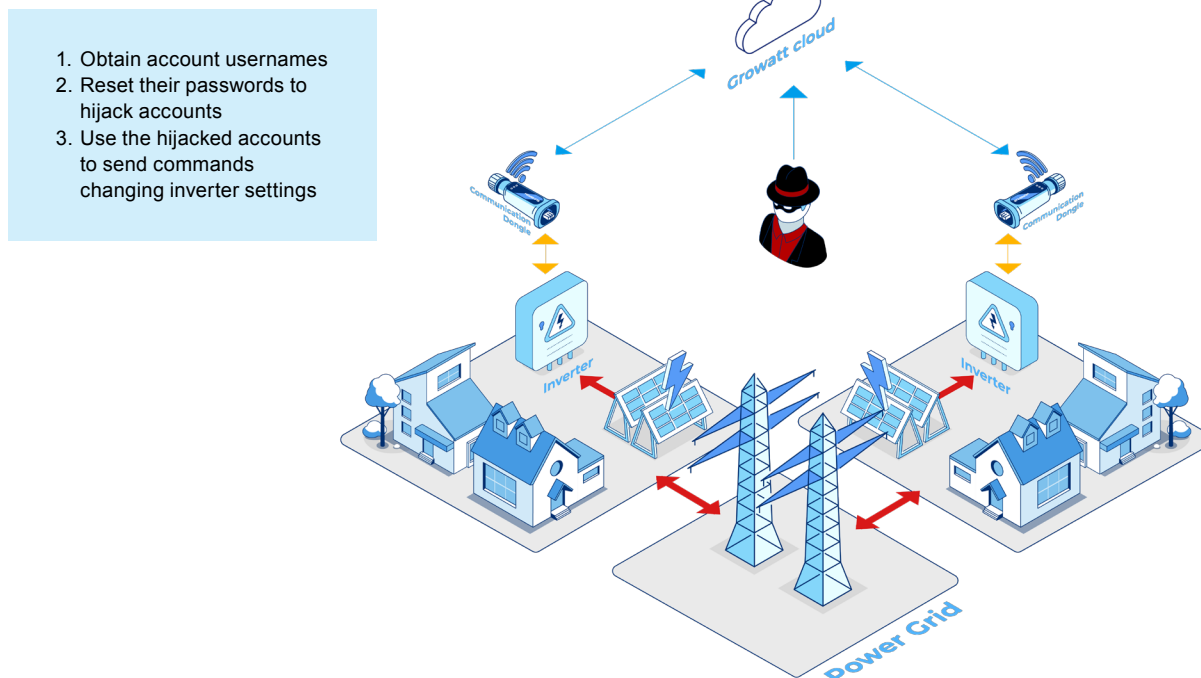 1. Obtain account usernames
2. Reset their passwords to
hijack accounts
3. Use the hijacked accounts
to send commands
changing inverter settings
Growatt cloud
Communication
Dongle
Communication
Dongle
Inverter
Inverter
Power Grid